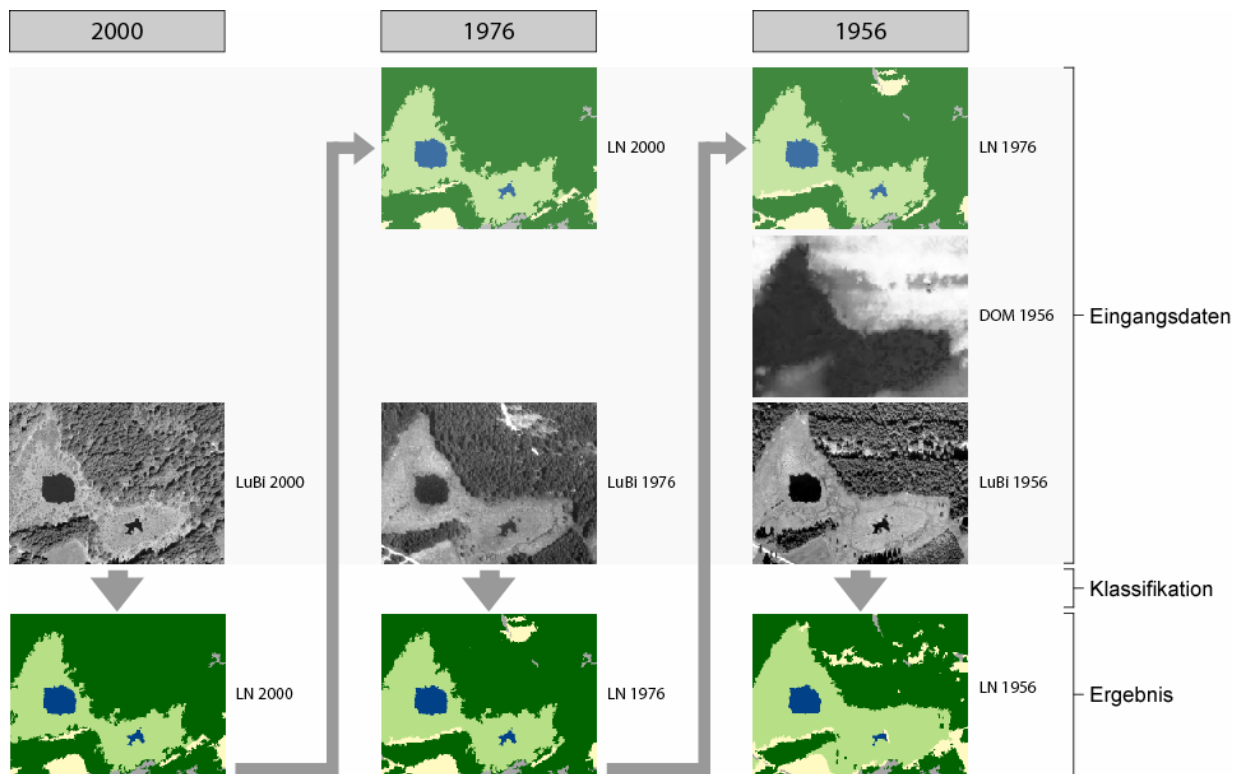 2000
1976
1956
LN 2000
LN 1976
DOM 1956
Eingangsdaten
LuBi 2000
LuBi 1976
LuBi 1956
Klassifikation
LN 2000
LN 1976
LN 1956
Ergebnis